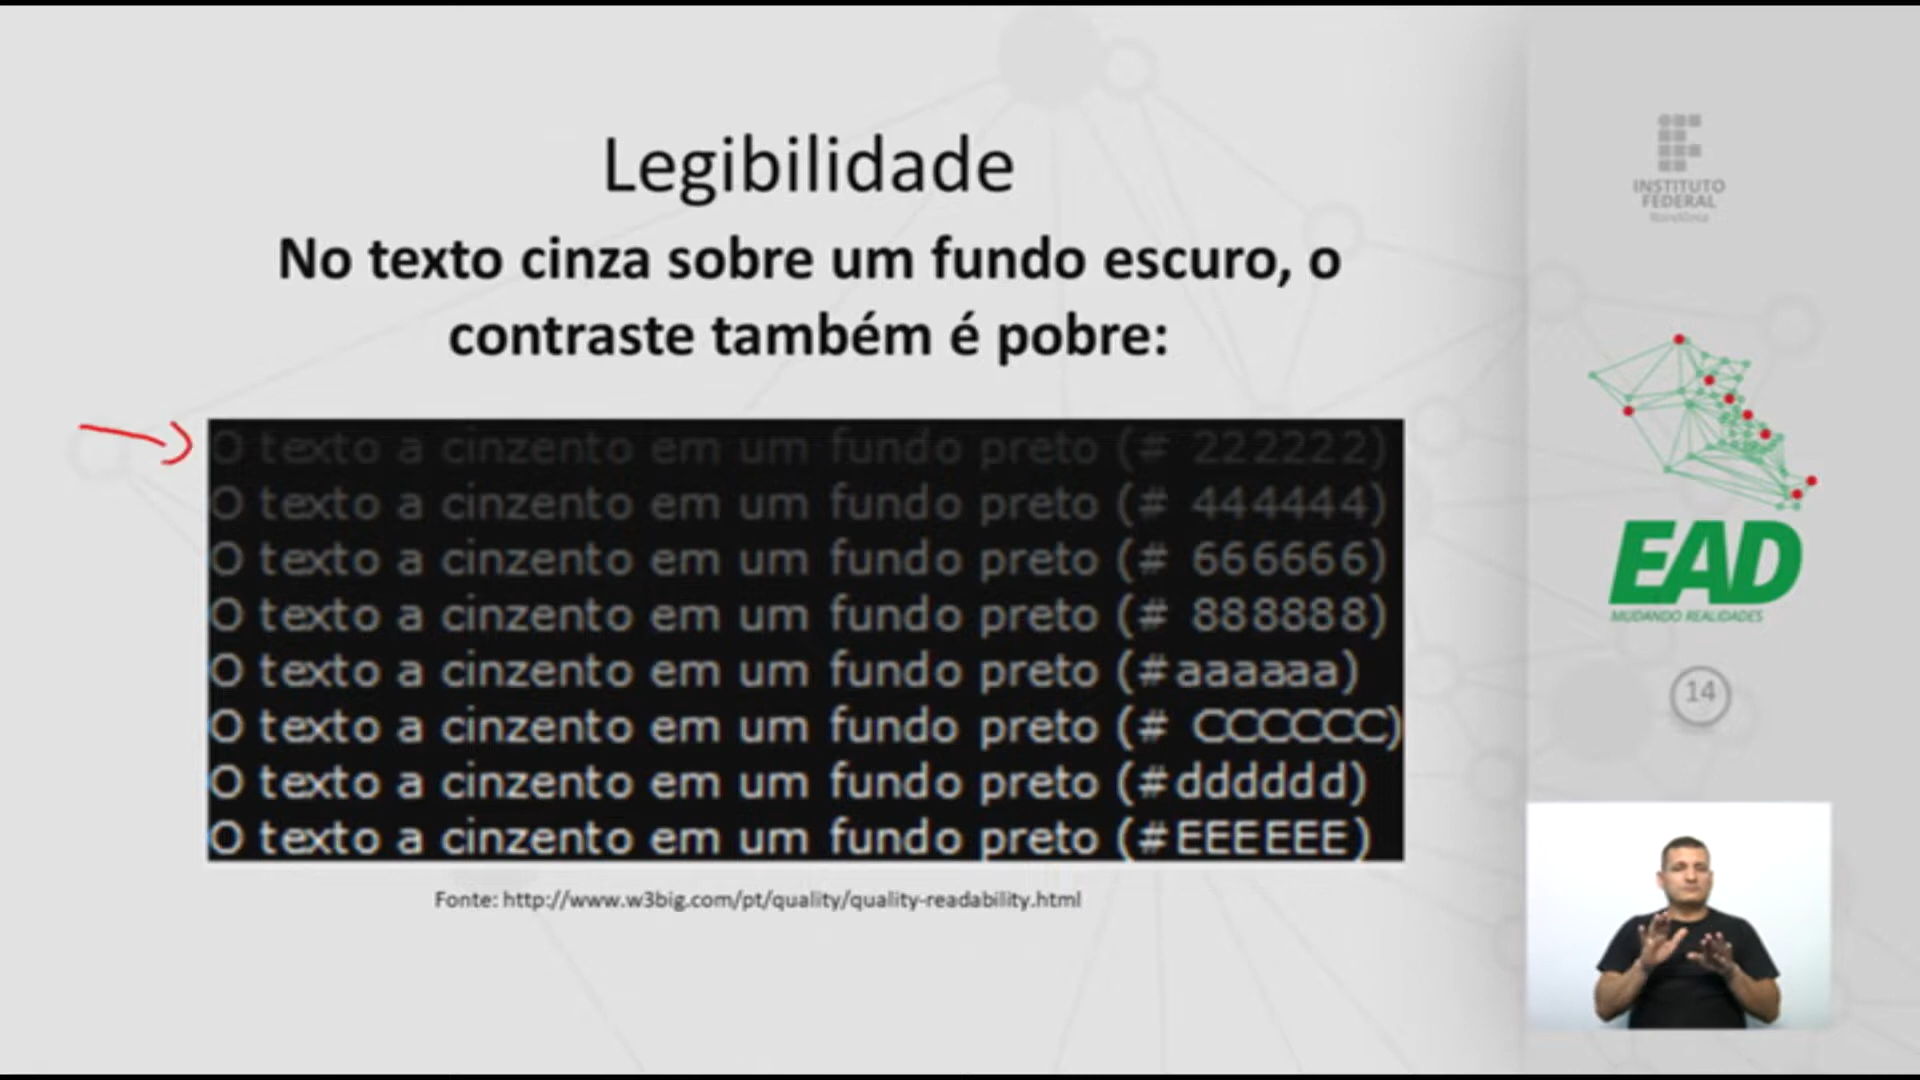 Legibilidade
No texto cinza sobre um fundo escuro, o
contraste também é pobre:
O texto a cinzento em um fundo preto (# 222222)
O texto a cinzento em um fundo preto (# 444444)
O texto a cinzento em um fundo preto (# 666666)
O texto a cinzento em um fundo preto (# 888888)
O texto a cinzento em um fundo preto (#aaaaaa)
O texto a cinzento em um fundo preto (# CCCCCC)
O texto a cinzento em um fundo preto (#dddddd)
O texto a cinzento em um fundo preto (#EEEEEE)
Fonte: http://www.w3big.com/pt/quality/quality-readability.html
INSTITUTO
FEDERAL
Rondônia
EAD
MUDANDO REALIDADES
14